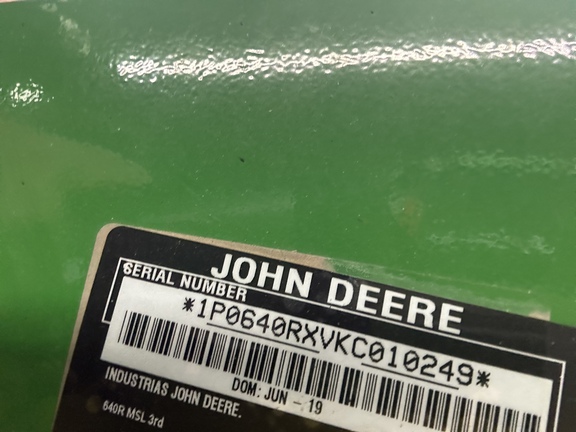 JOHN DEERE
SERIAL NUMBER
*1P0640RXVKC010249*
DOM: JUN - 19
INDUSTRIAS JOHN DEERE.
640R MSL 3rd